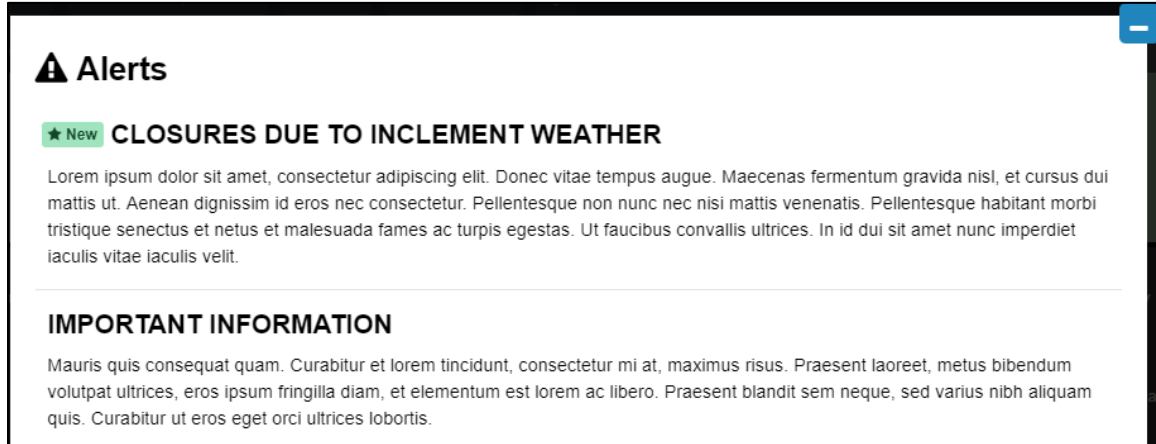 Alerts
New CLOSURES DUE TO INCLEMENT WEATHER
Lorem ipsum dolor sit amet, consectetur adipiscing elit. Donec vitae tempus augue. Maecenas fermentum gravida nisl, et cursus dui
mattis ut. Aenean dignissim id eros nec consectetur. Pellentesque non nunc nec nisi mattis venenatis. Pellentesque habitant morbi
tristique senectus et netus et malesuada fames ac turpis egestas. Ut faucibus convallis ultrices. In id dui sit amet nunc imperdiet
iaculis vitae iaculis velit.
IMPORTANT INFORMATION
Mauris quis consequat quam. Curabitur et lorem tincidunt, consectetur mi at, maximus risus. Praesent laoreet, metus bibendum
volutpat ultrices, eros ipsum fringilla diam, et elementum est lorem ac libero. Praesent blandit sem neque, sed varius nibh aliquam
quis. Curabitur ut eros eget orci ultrices lobortis.